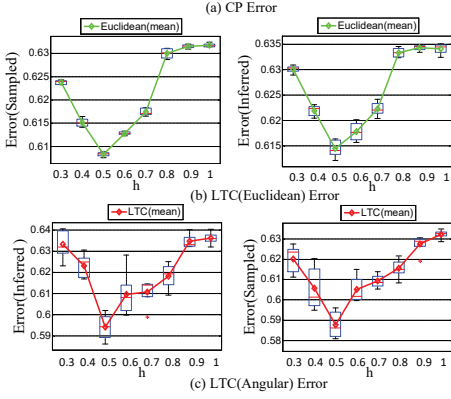 (a) CP Error
Euclidean(mean)
Error(Sampled)
0.63
0.625
0.62
0.615
0.61
0.3 0.4 0.5 0.6 0.7 0.8 0.9 1
h
Euclidean(mean)
Error(Inferred)
0.635
0.63
0.625
0.62
0.615
0.3 0.4 0.5 0.6 0.7 0.8 0.9 1
h
(b) LTC(Euclidean) Error
LTC(mean)
Error(Inferred )
0.64
0.63
0.62
0.61
0.60
0.59
0.3 0.4 0.5 0.6 0.7 0.8 0.9 1
h
LTC(mean)
Error(Sampled)
0.64
0.63
0.62
0.61
0.6
0.59
0.58
0.3 0.4 0.5 0.6 0.7 0.8 0.9 1
h
(c) LTC(Angular) Error